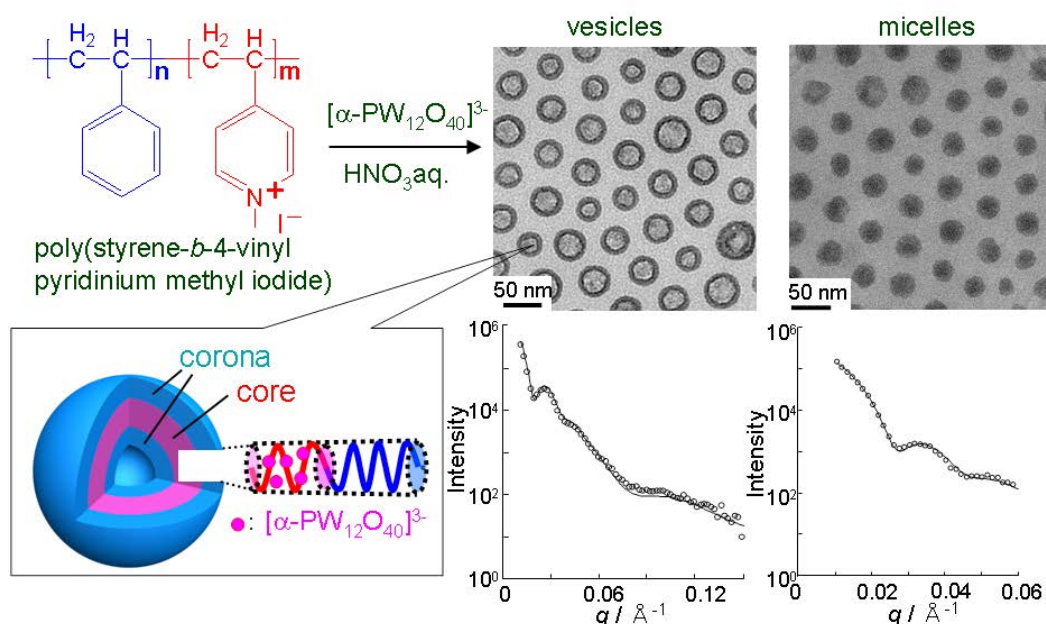 vesicles
micelles
H2 H H2 H
C C n C C m
N +
I−
[α-PW12O40]3-
HNO3aq.
poly(styrene-b-4-vinyl
pyridinium methyl iodide)
50 nm
50 nm
corona
core
: [α-PW12O40]3-
Intensity
10^6
10^4
10^2
10^0
0 0.06 0.12
q / Å-1
Intensity
10^6
10^4
10^2
10^0
0 0.02 0.04 0.06
q / Å-1